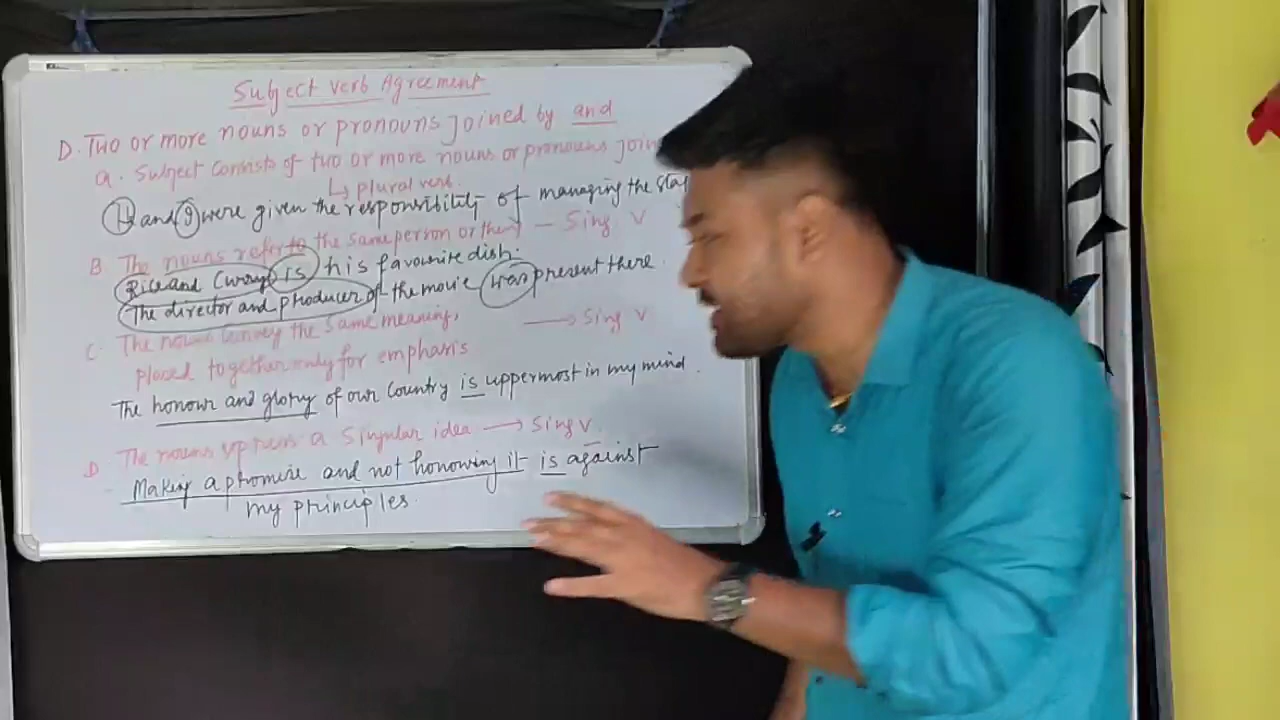 Subject Verb Agreement
D. Two or more nouns or pronouns joined by and
a. Subject consists of two or more nouns or pronouns join
↳ plural verb.
and I were given the responsibility of managing the
B The nouns refer to the same person or — Sing V
Rice and Curry is his favourite dish.
The director and producer of the movie was present there.
C. The nouns convey the same meaning, → Sing V
placed together only for emphasis
The honour and glory of our country is uppermost in my mind.
D The nouns express a singular idea → Sing V.
Making a promise and not honowing it is against
my principles.